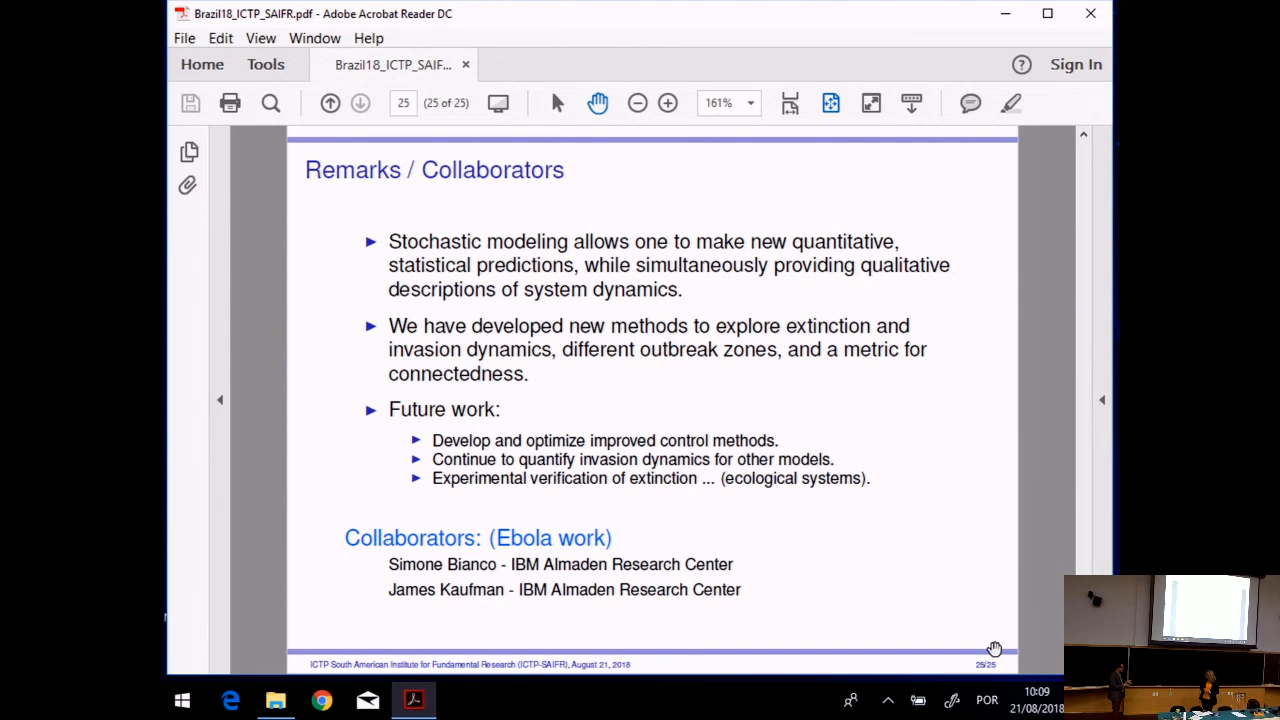 Brazil18_ICTP_SAIFR.pdf - Adobe Acrobat Reader DC
File Edit View Window Help
Home Tools Brazil18_ICTP_SAIF... × Sign In
25 (25 of 25) 161%
Remarks / Collaborators
Stochastic modeling allows one to make new quantitative,
statistical predictions, while simultaneously providing qualitative
descriptions of system dynamics.
We have developed new methods to explore extinction and
invasion dynamics, different outbreak zones, and a metric for
connectedness.
Future work:
Develop and optimize improved control methods.
Continue to quantify invasion dynamics for other models.
Experimental verification of extinction ... (ecological systems).
Collaborators: (Ebola work)
Simone Bianco - IBM Almaden Research Center
James Kaufman - IBM Almaden Research Center
ICTP South American Institute for Fundamental Research (ICTP-SAIFR), August 21, 2018 25/25
POR 10:09
21/08/2018